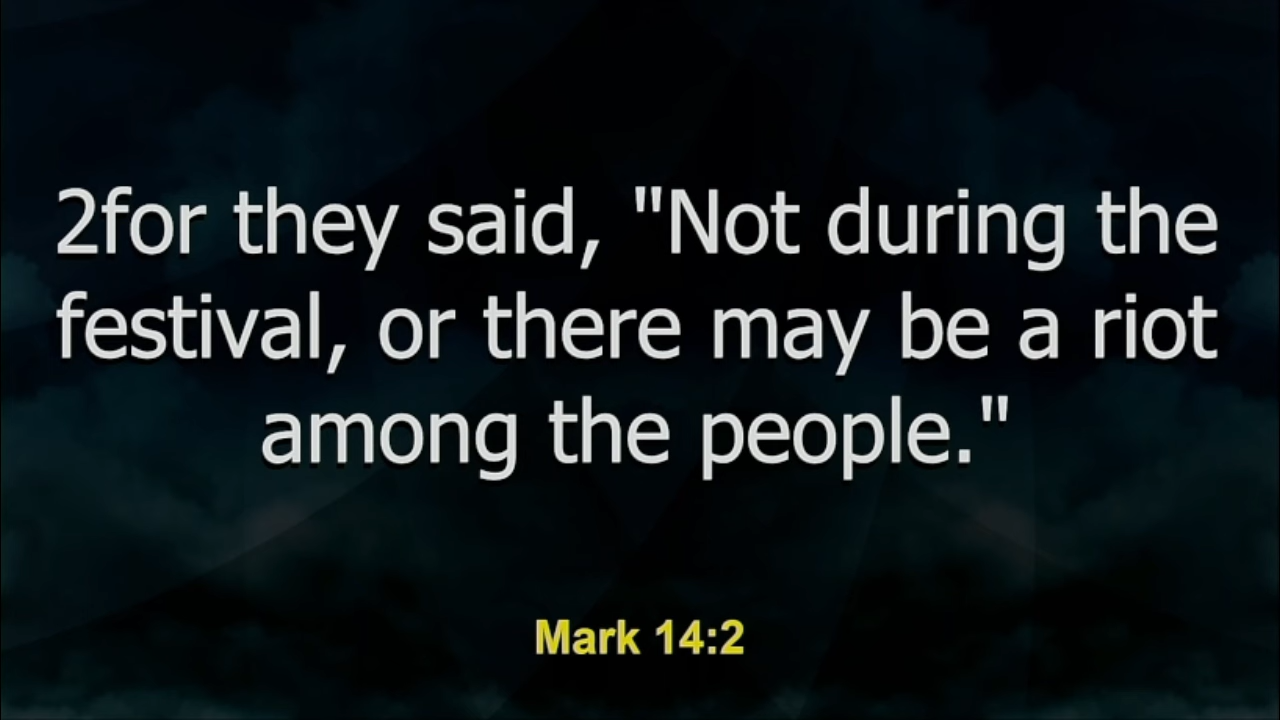 2for they said, "Not during the
festival, or there may be a riot
among the people."
Mark 14:2